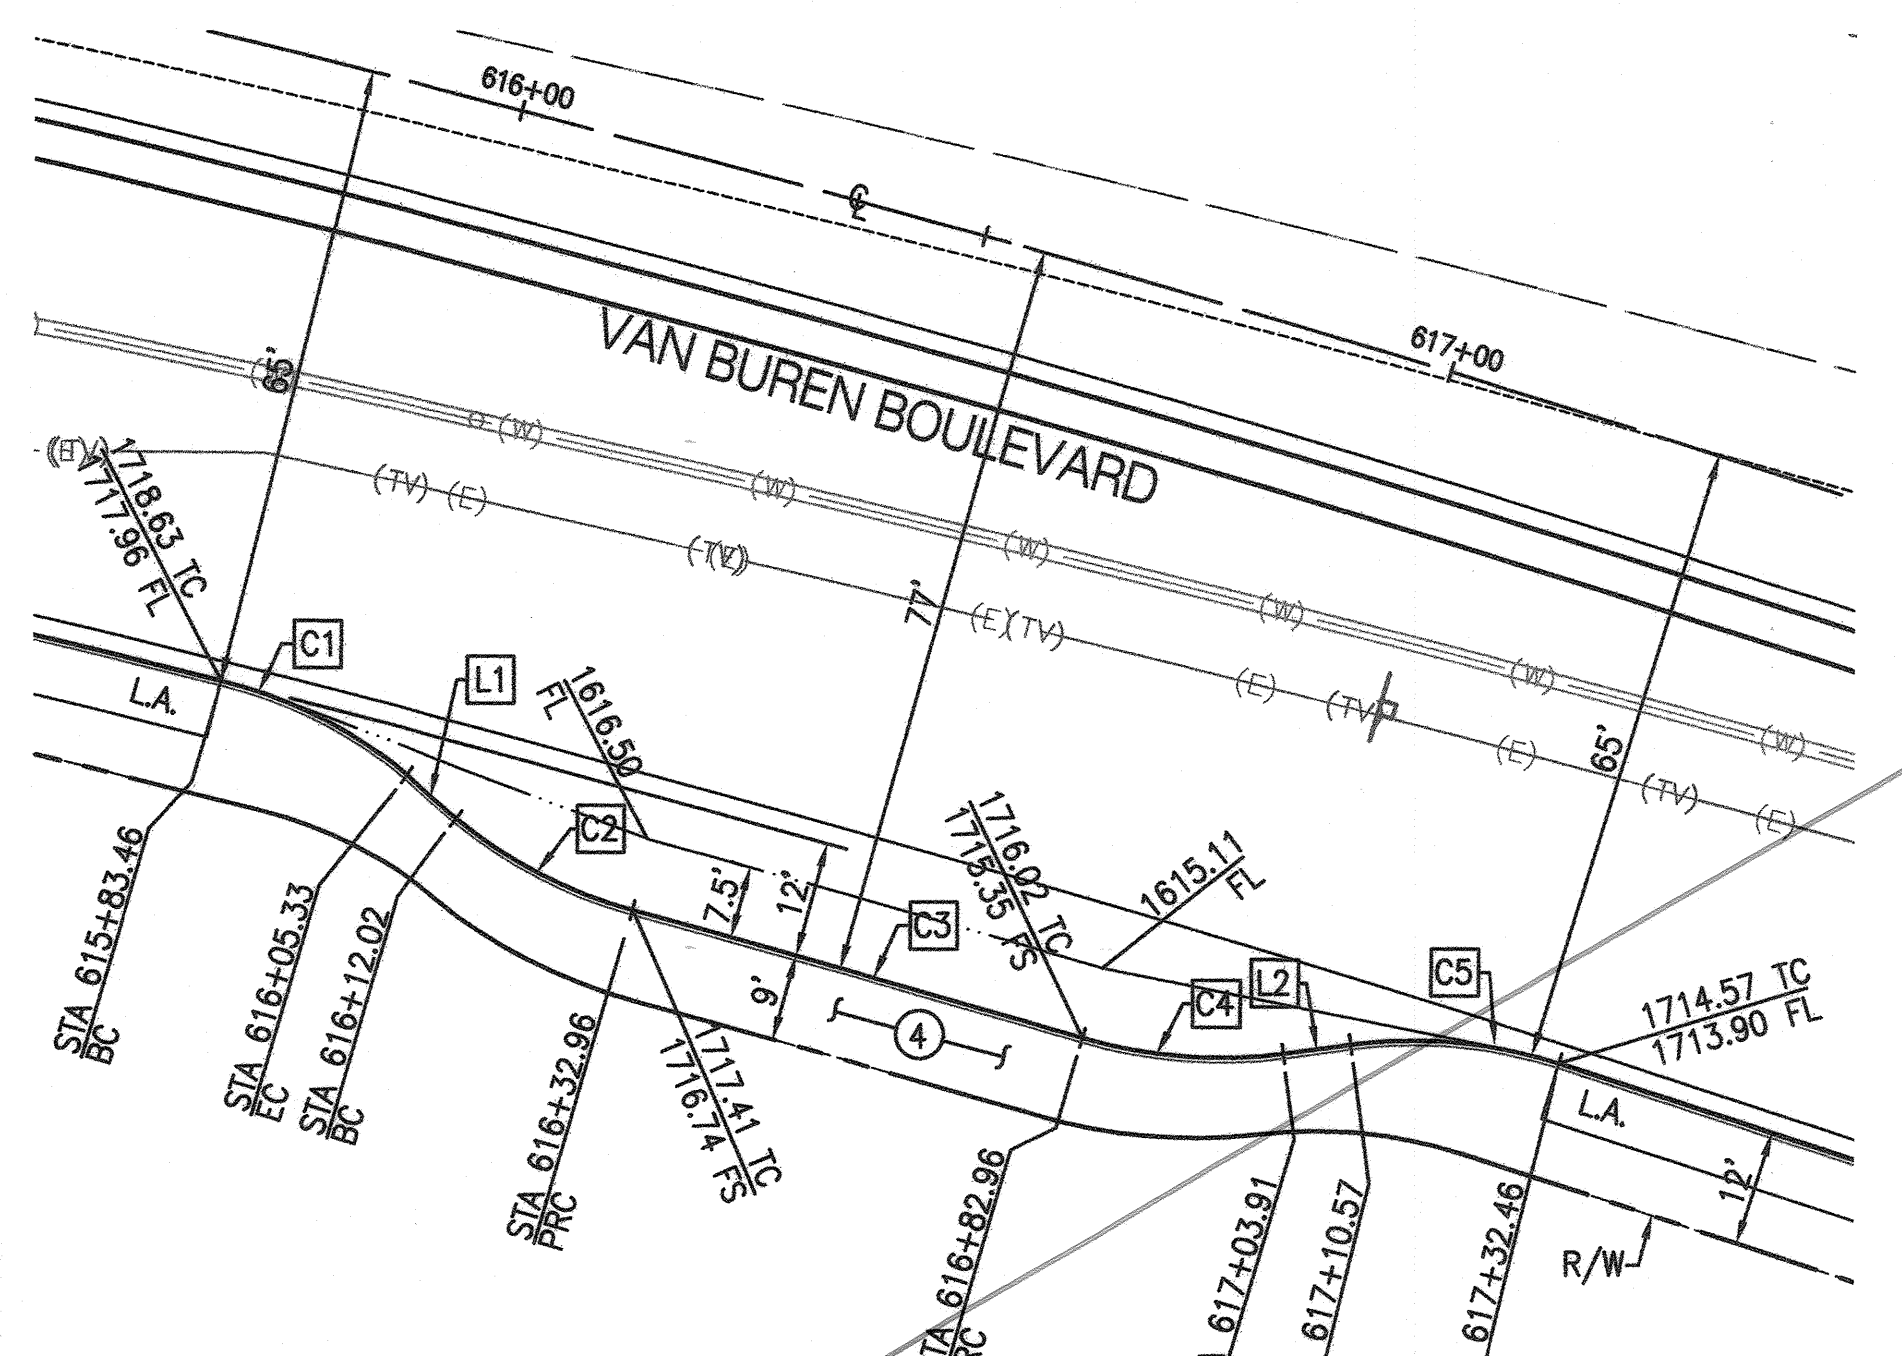 616+00
℄
617+00
VAN BUREN BOULEVARD
65'
(W)
(W)
(W)
(W)
(W)
(W)
(TV)
(E)
(E)
(TV)
(E)
(TV)
(E)
(TV)
(E)
74'
65'
1718.63 TC
1717.96 FL
C1
L1
L.A.
1616.50
FL
C2
7.5'
12'
9'
C3
1716.02 TC
1715.35 FS
1615.11
FL
C4
L2
C5
1714.57 TC
1713.90 FL
4
L.A.
12'
R/W
1717.41 TC
1716.74 FS
STA 615+83.46
BC
STA 616+05.33
EC
STA 616+12.02
BC
STA 616+32.96
PRC
STA 616+82.96
PRC
617+03.91
617+10.57
617+32.46